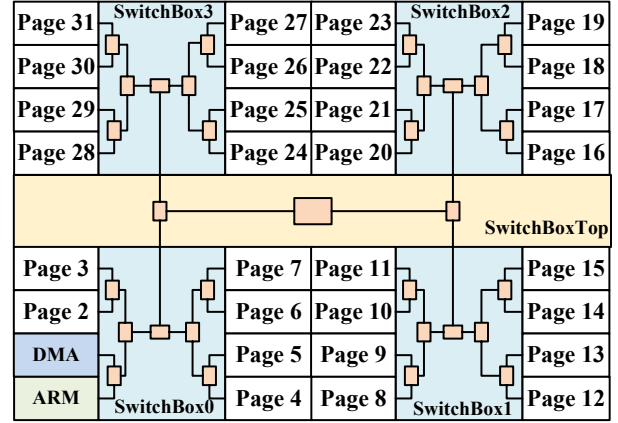 SwitchBox3
SwitchBox2
Page 31
Page 27
Page 23
Page 19
Page 30
Page 26
Page 22
Page 18
Page 29
Page 25
Page 21
Page 17
Page 28
Page 24
Page 20
Page 16
SwitchBoxTop
Page 3
Page 7
Page 11
Page 15
Page 2
Page 6
Page 10
Page 14
DMA
Page 5
Page 9
Page 13
ARM
Page 4
Page 8
Page 12
SwitchBox0
SwitchBox1